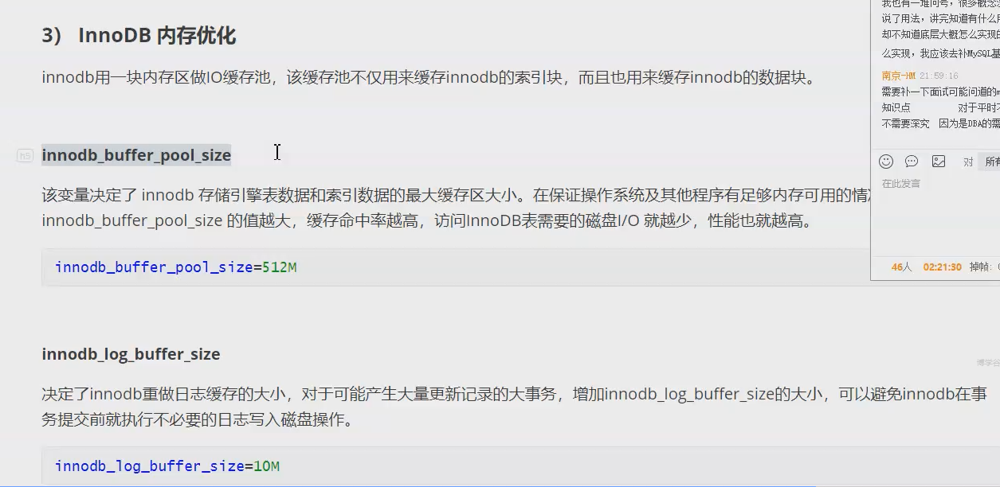 3） InnoDB 内存优化
innodb用一块内存区做IO缓存池，该缓存池不仅用来缓存innodb的索引块，而且也用来缓存innodb的数据块。
h5
innodb_buffer_pool_size
该变量决定了 innodb 存储引擎表数据和索引数据的最大缓存区大小。在保证操作系统及其他程序有足够内存可用的情
innodb_buffer_pool_size 的值越大，缓存命中率越高，访问InnoDB表需要的磁盘I/O 就越少，性能也就越高。
innodb_buffer_pool_size=512M
innodb_log_buffer_size
决定了innodb重做日志缓存的大小，对于可能产生大量更新记录的大事务，增加innodb_log_buffer_size的大小，可以避免innodb在事
务提交前就执行不必要的日志写入磁盘操作。
innodb_log_buffer_size=10M
我也有一堆问号，很多概念
说了用法，讲完知道有什么
却不知道底层大概怎么实现
么实现，我应该去补MySQL基
南京-HM 21:59:16
需要补一下面试可能问道的
知识点 对于平时不
不需要深究 因为是DBA的需
对 所有
在此发言
46人 02:21:30 掉帧:
博学谷